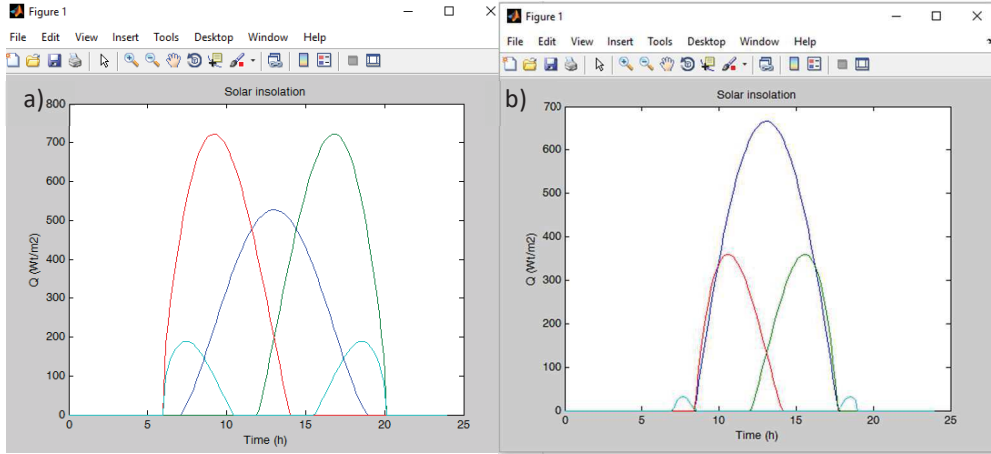 Figure 1
File Edit View Insert Tools Desktop Window Help
a)
Solar insolation
800
700
600
500
400
300
200
100
0
Q (Wt/m2)
0 5 10 15 20 25
Time (h)
Figure 1
File Edit View Insert Tools Desktop Window Help
b)
Solar insolation
700
600
500
400
300
200
100
0
Q (Wt/m2)
0 5 10 15 20 25
Time (h)